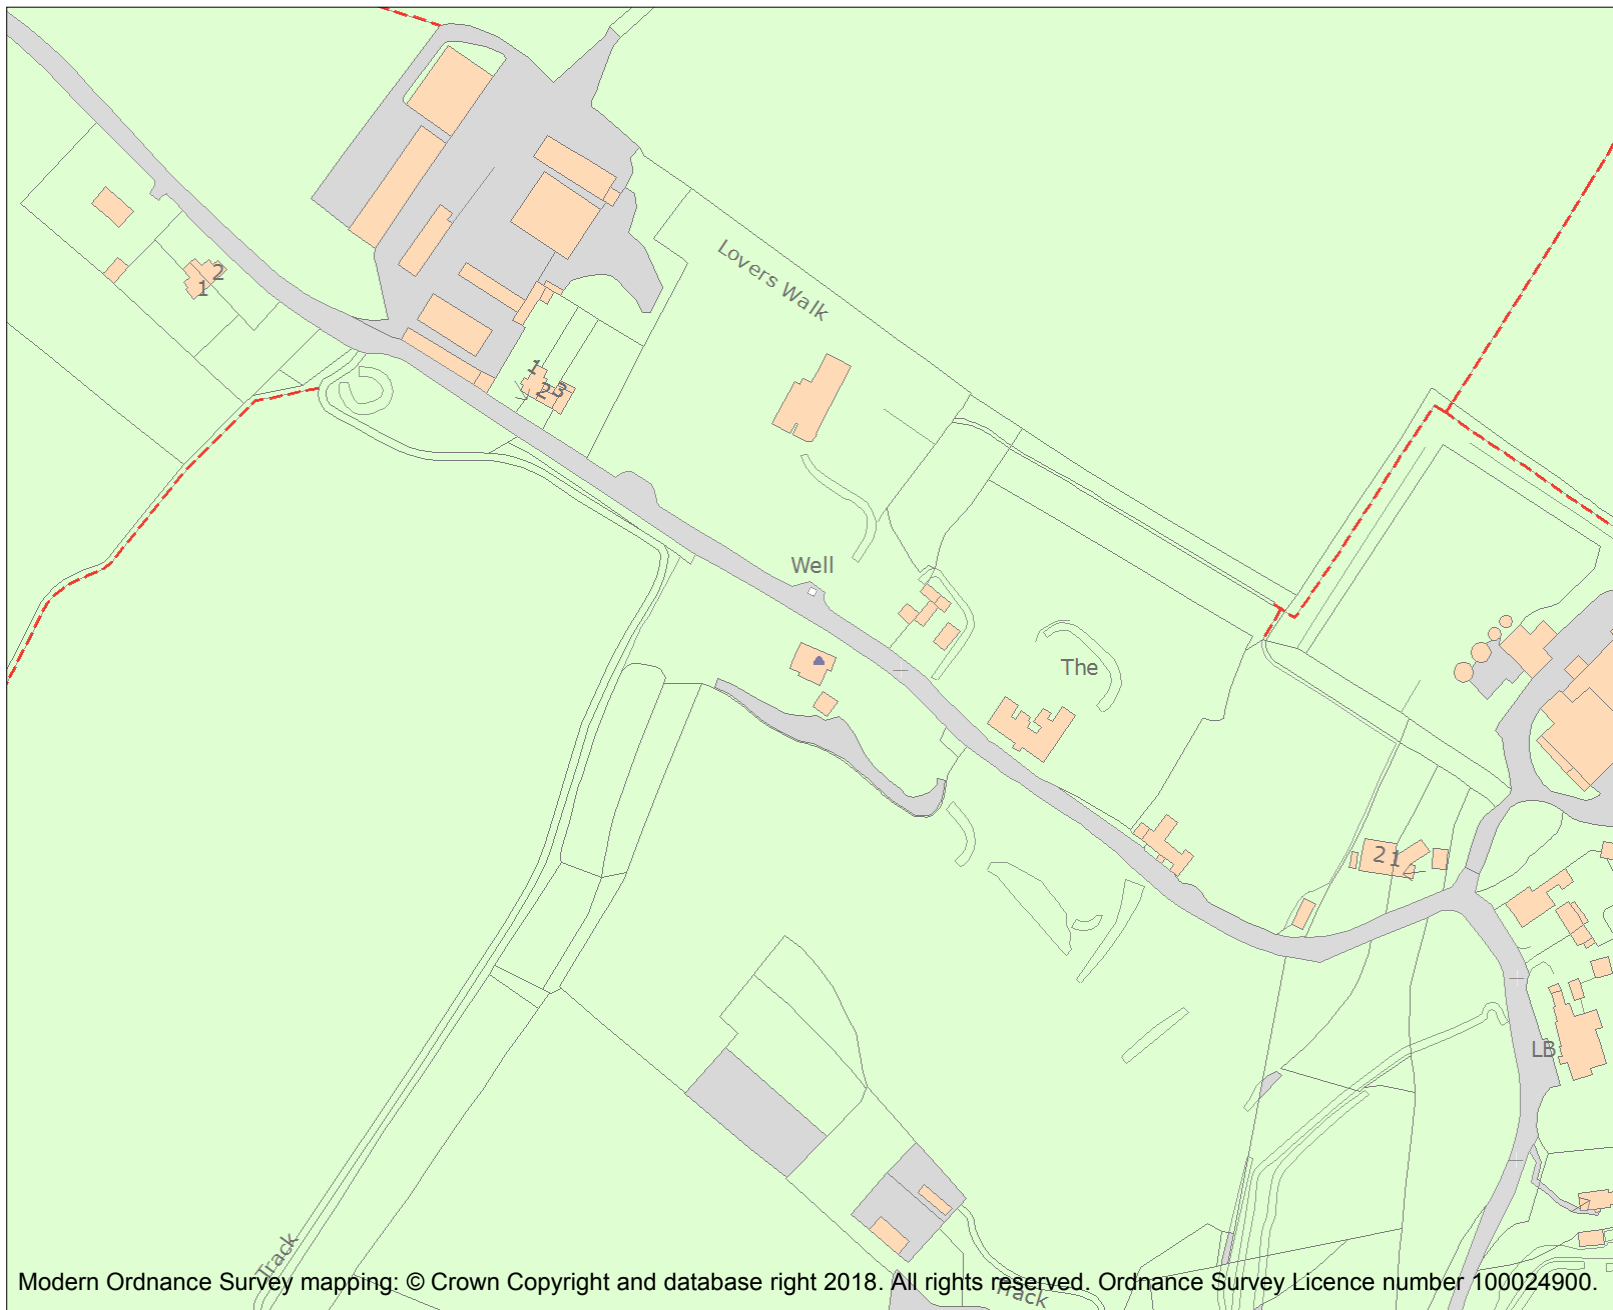 Lovers Walk
2
1
1
2
3
Well
The
2
1
LB
Track
Track
Modern Ordnance Survey mapping: © Crown Copyright and database right 2018. All rights reserved. Ordnance Survey Licence number 100024900.